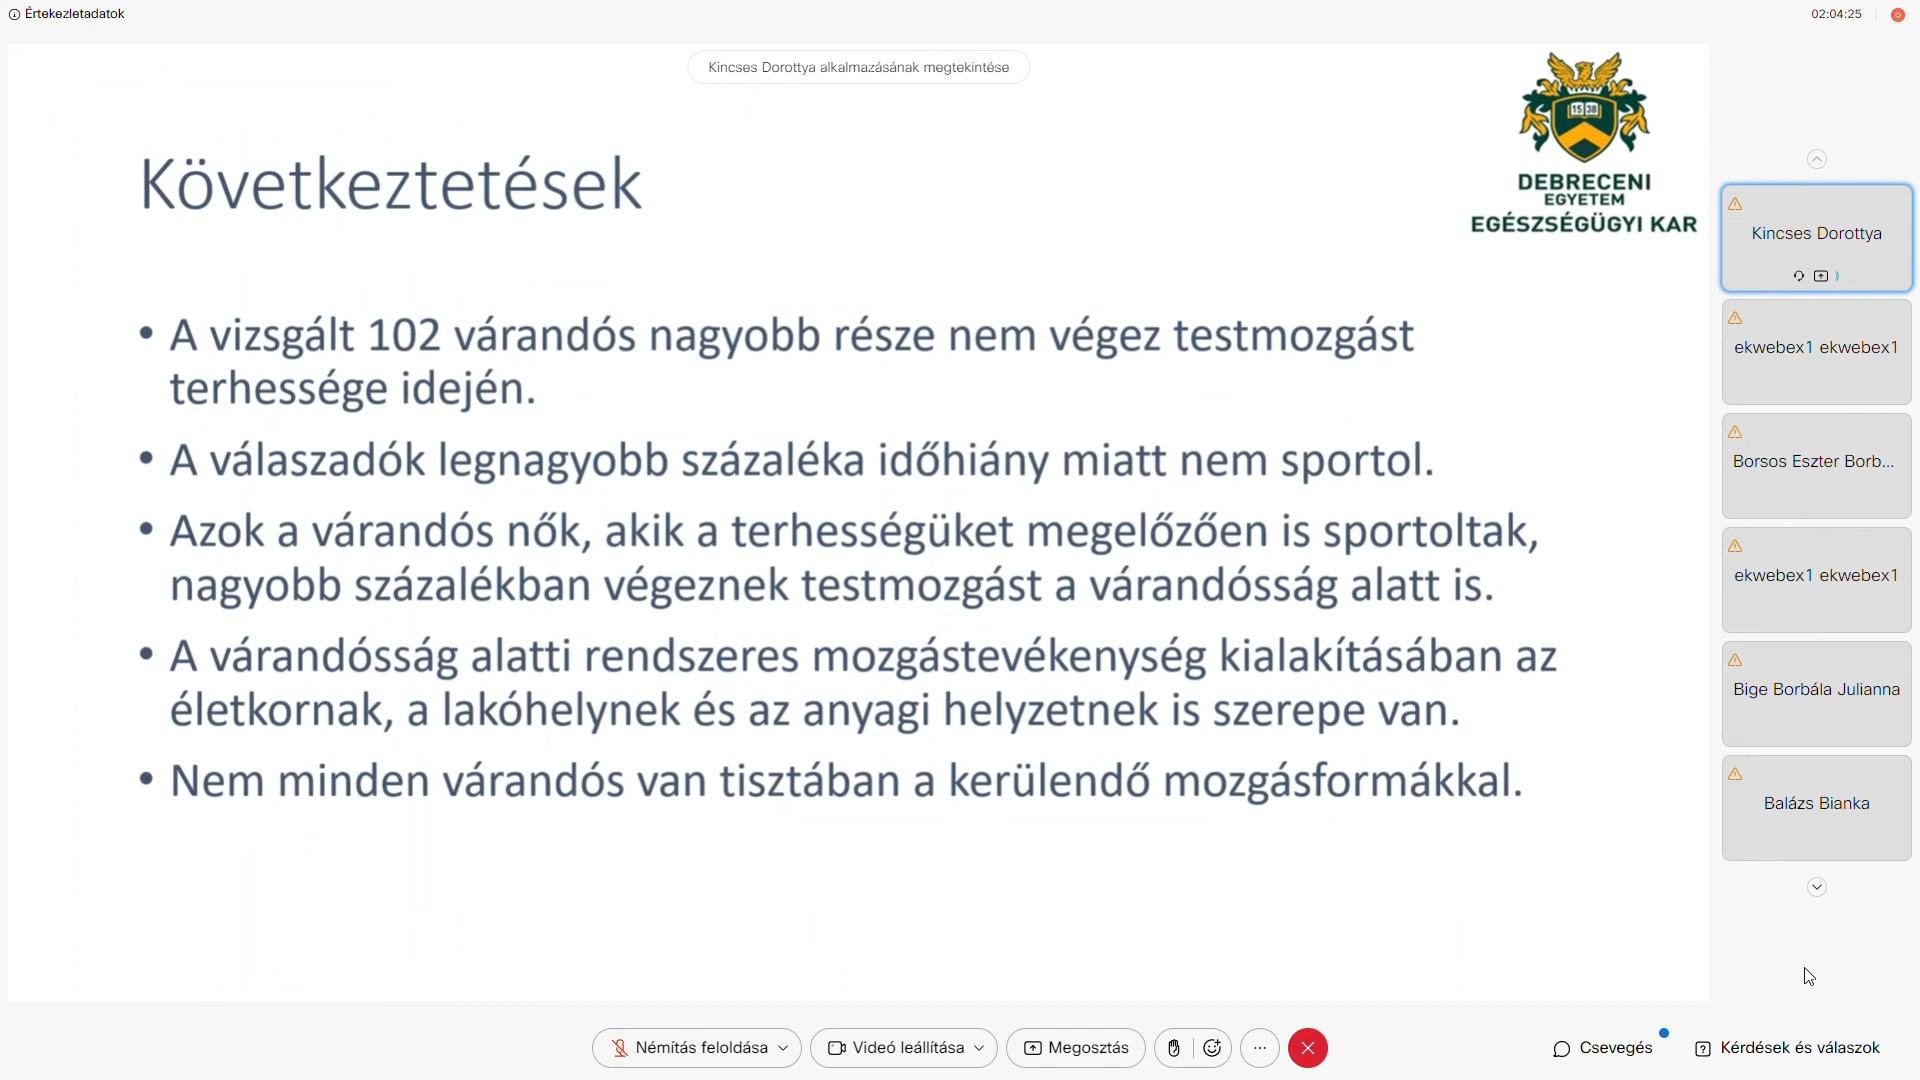 Értekezletadatok
02:04:25
Kincses Dorottya alkalmazásának megtekintése
15 38
DEBRECENI
EGYETEM
EGÉSZSÉGÜGYI KAR
Következtetések
• A vizsgált 102 várandós nagyobb része nem végez testmozgást
terhessége idején.
• A válaszadók legnagyobb százaléka időhiány miatt nem sportol.
• Azok a várandós nők, akik a terhességüket megelőzően is sportoltak,
nagyobb százalékban végeznek testmozgást a várandósság alatt is.
• A várandósság alatti rendszeres mozgástevékenység kialakításában az
életkornak, a lakóhelynek és az anyagi helyzetnek is szerepe van.
• Nem minden várandós van tisztában a kerülendő mozgásformákkal.
Kincses Dorottya
ekwebex1 ekwebex1
Borsos Eszter Borb...
ekwebex1 ekwebex1
Bige Borbála Julianna
Balázs Bianka
Némítás feloldása
Videó leállítása
Megosztás
Csevegés
Kérdések és válaszok